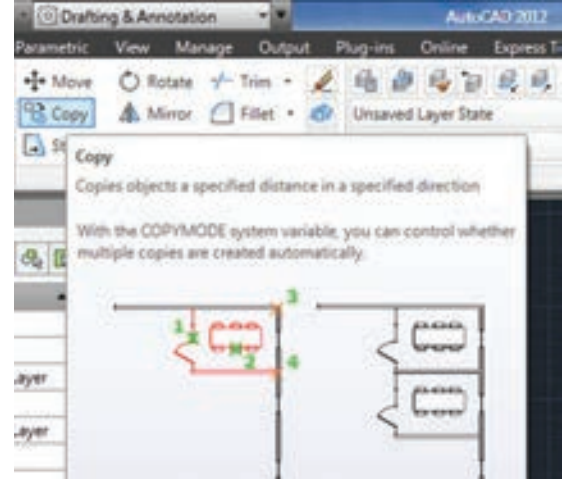 Drafting & Annotation
AutoCAD 2012
Parametric View Manage Output Plug-ins Online Express
Move Rotate Trim
Copy Mirror Fillet Unsaved Layer State
Copy
Copies objects a specified distance in a specified direction
With the COPYMODE system variable, you can control whether
multiple copies are created automatically.
3
1
2 4